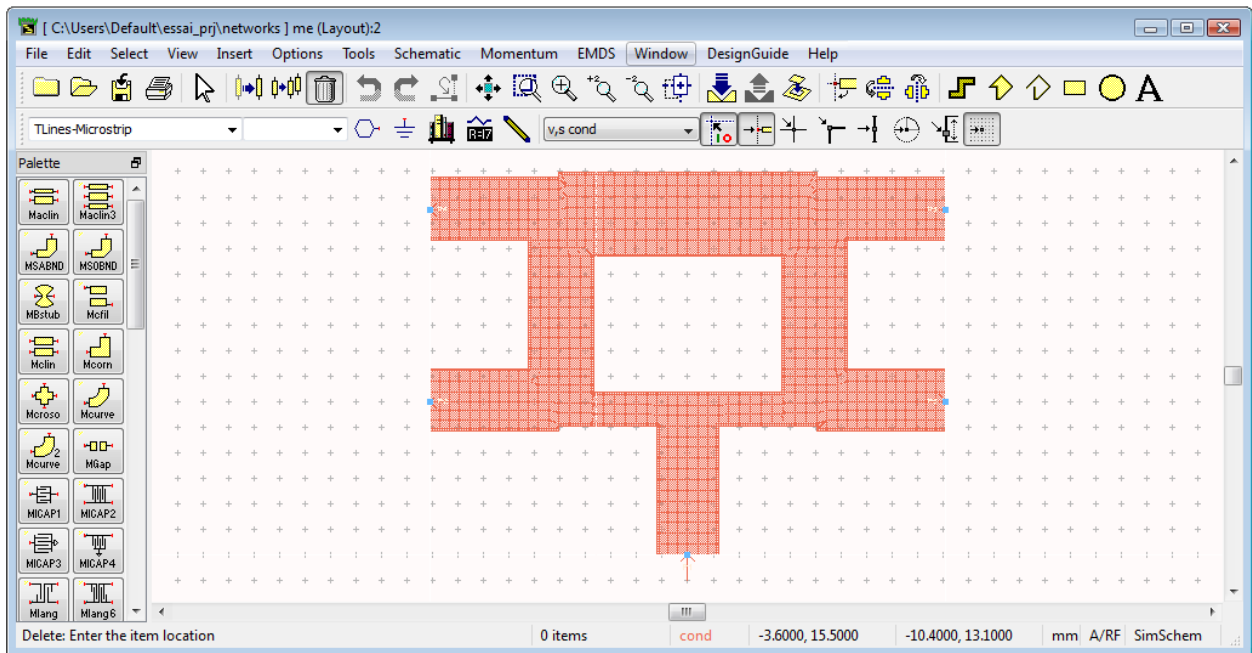 [ C:\Users\Default\essai_prj\networks ] me (Layout):2
File Edit Select View Insert Options Tools Schematic Momentum EMDS Window DesignGuide Help
+2 -2 A
TLines-Microstrip v,s cond
Palette
Maclin Maclin3
MSABND MSOBND
MBstub Mcfil
Mclin Mcorn
Mcroso Mcurve
Mcurve 2 MGap
MICAP1 MICAP2
MICAP3 MICAP4
Mlang Mlang6
Delete: Enter the item location 0 items cond -3.6000, 15.5000 -10.4000, 13.1000 mm A/RF SimSchem